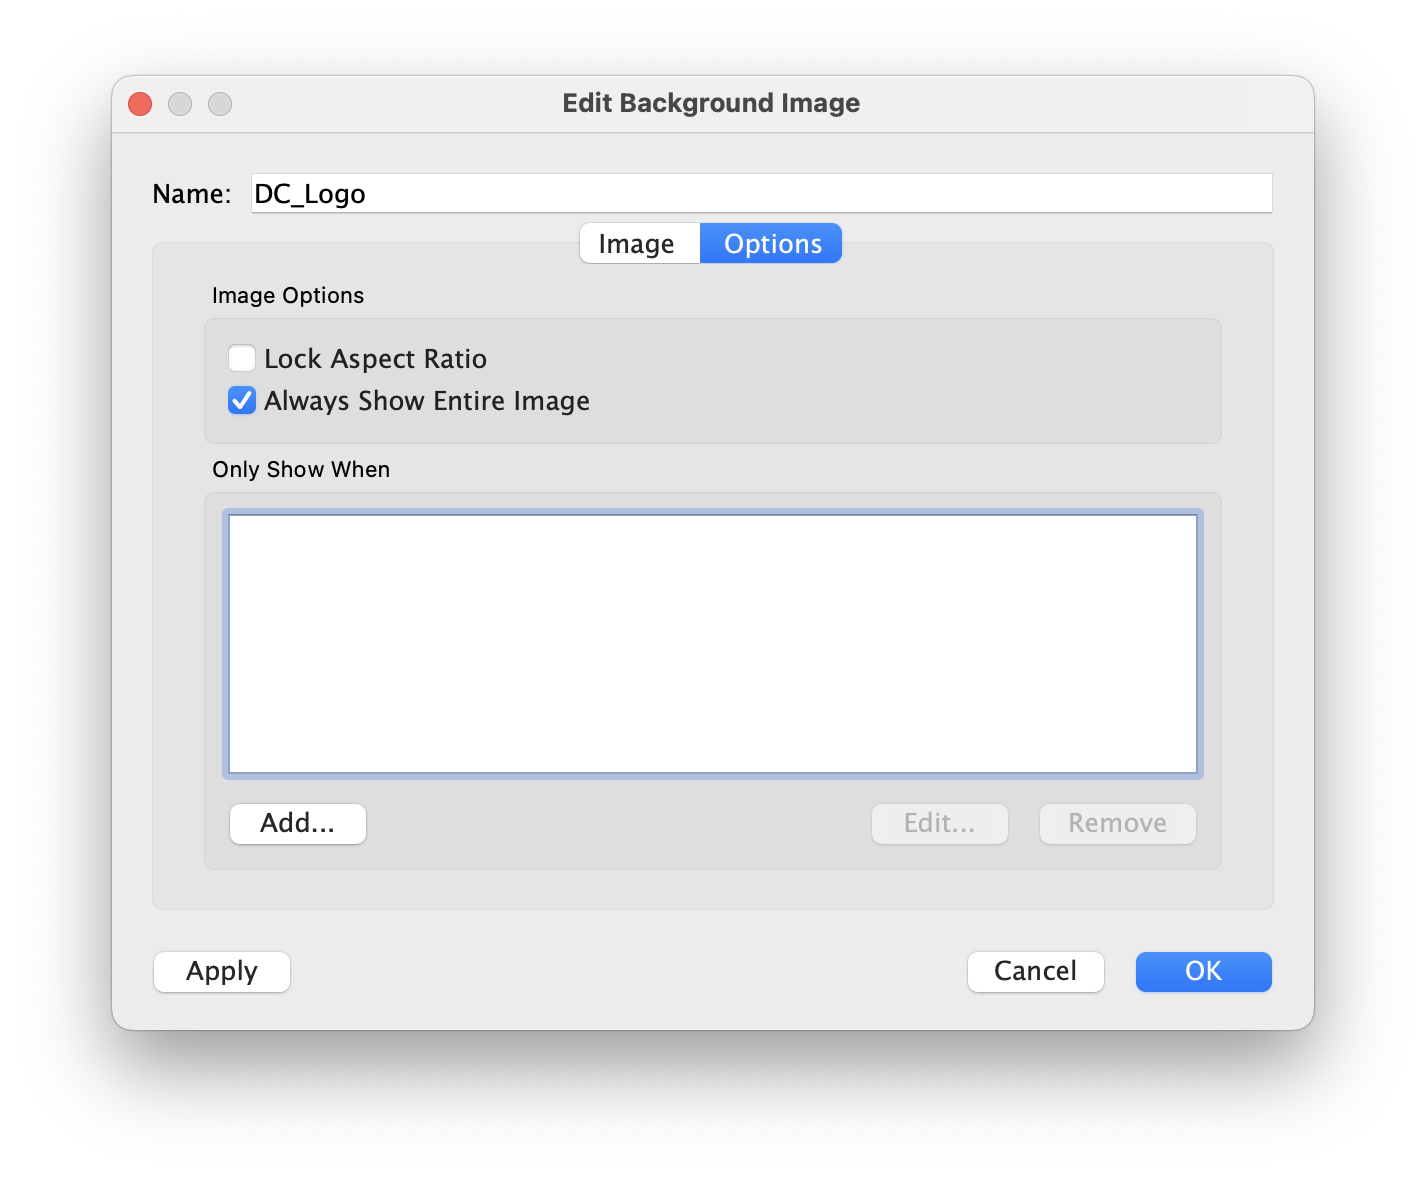 Edit Background Image
Name: DC_Logo
Image Options
Image Options
Lock Aspect Ratio
Always Show Entire Image
Only Show When
Add...
Edit...
Remove
Apply
Cancel
OK